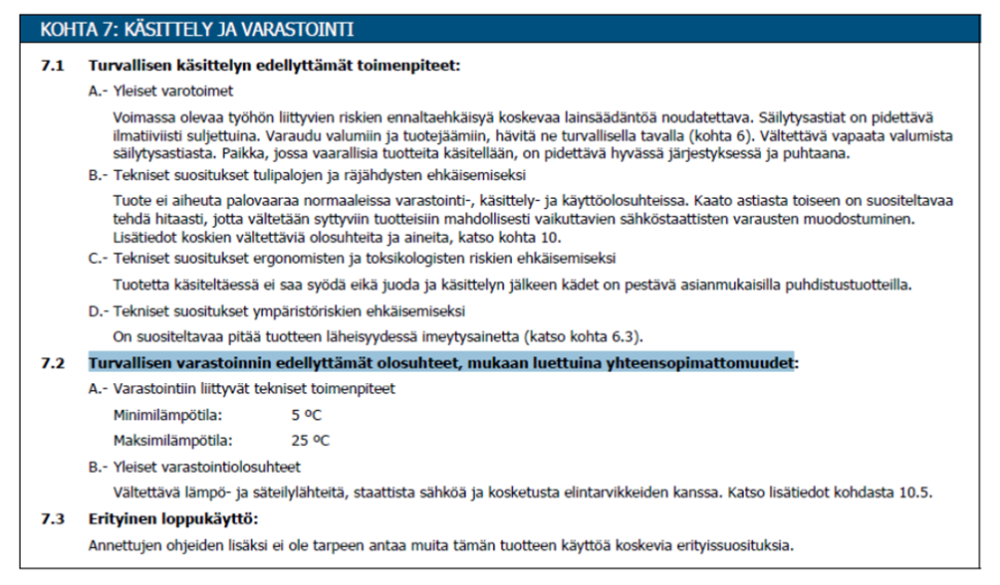 KOHTA 7: KÄSITTELY JA VARASTOINTI
7.1 Turvallisen käsittelyn edellyttämät toimenpiteet:
A.- Yleiset varotoimet
Voimassa olevaa työhön liittyvien riskien ennaltaehkäisyä koskevaa lainsäädäntöä noudatettava. Säilytysastiat on pidettävä
ilmatiiviisti suljettuina. Varaudu valumiin ja tuotejäämiin, hävitä ne turvallisella tavalla (kohta 6). Vältettävä vapaata valumista
säilytysastiasta. Paikka, jossa vaarallisia tuotteita käsitellään, on pidettävä hyvässä järjestyksessä ja puhtaana.
B.- Tekniset suositukset tulipalojen ja räjähdysten ehkäisemiseksi
Tuote ei aiheuta palovaaraa normaaleissa varastointi-, käsittely- ja käyttöolosuhteissa. Kaato astiasta toiseen on suositeltavaa
tehdä hitaasti, jotta vältetään syttyviin tuotteisiin mahdollisesti vaikuttavien sähköstaattisten varausten muodostuminen.
Lisätiedot koskien vältettäviä olosuhteita ja aineita, katso kohta 10.
C.- Tekniset suositukset ergonomisten ja toksikologisten riskien ehkäisemiseksi
Tuotetta käsiteltäessä ei saa syödä eikä juoda ja käsittelyn jälkeen kädet on pestävä asianmukaisilla puhdistustuotteilla.
D.- Tekniset suositukset ympäristöriskien ehkäisemiseksi
On suositeltavaa pitää tuotteen läheisyydessä imeytysainetta (katso kohta 6.3).
7.2 Turvallisen varastoinnin edellyttämät olosuhteet, mukaan luettuina yhteensopimattomuudet:
A.- Varastointiin liittyvät tekniset toimenpiteet
Minimilämpötila: 5 ºC
Maksimilämpötila: 25 ºC
B.- Yleiset varastointiolosuhteet
Vältettävä lämpö- ja säteilylähteitä, staattista sähköä ja kosketusta elintarvikkeiden kanssa. Katso lisätiedot kohdasta 10.5.
7.3 Erityinen loppukäyttö:
Annettujen ohjeiden lisäksi ei ole tarpeen antaa muita tämän tuotteen käyttöä koskevia erityissuosituksia.